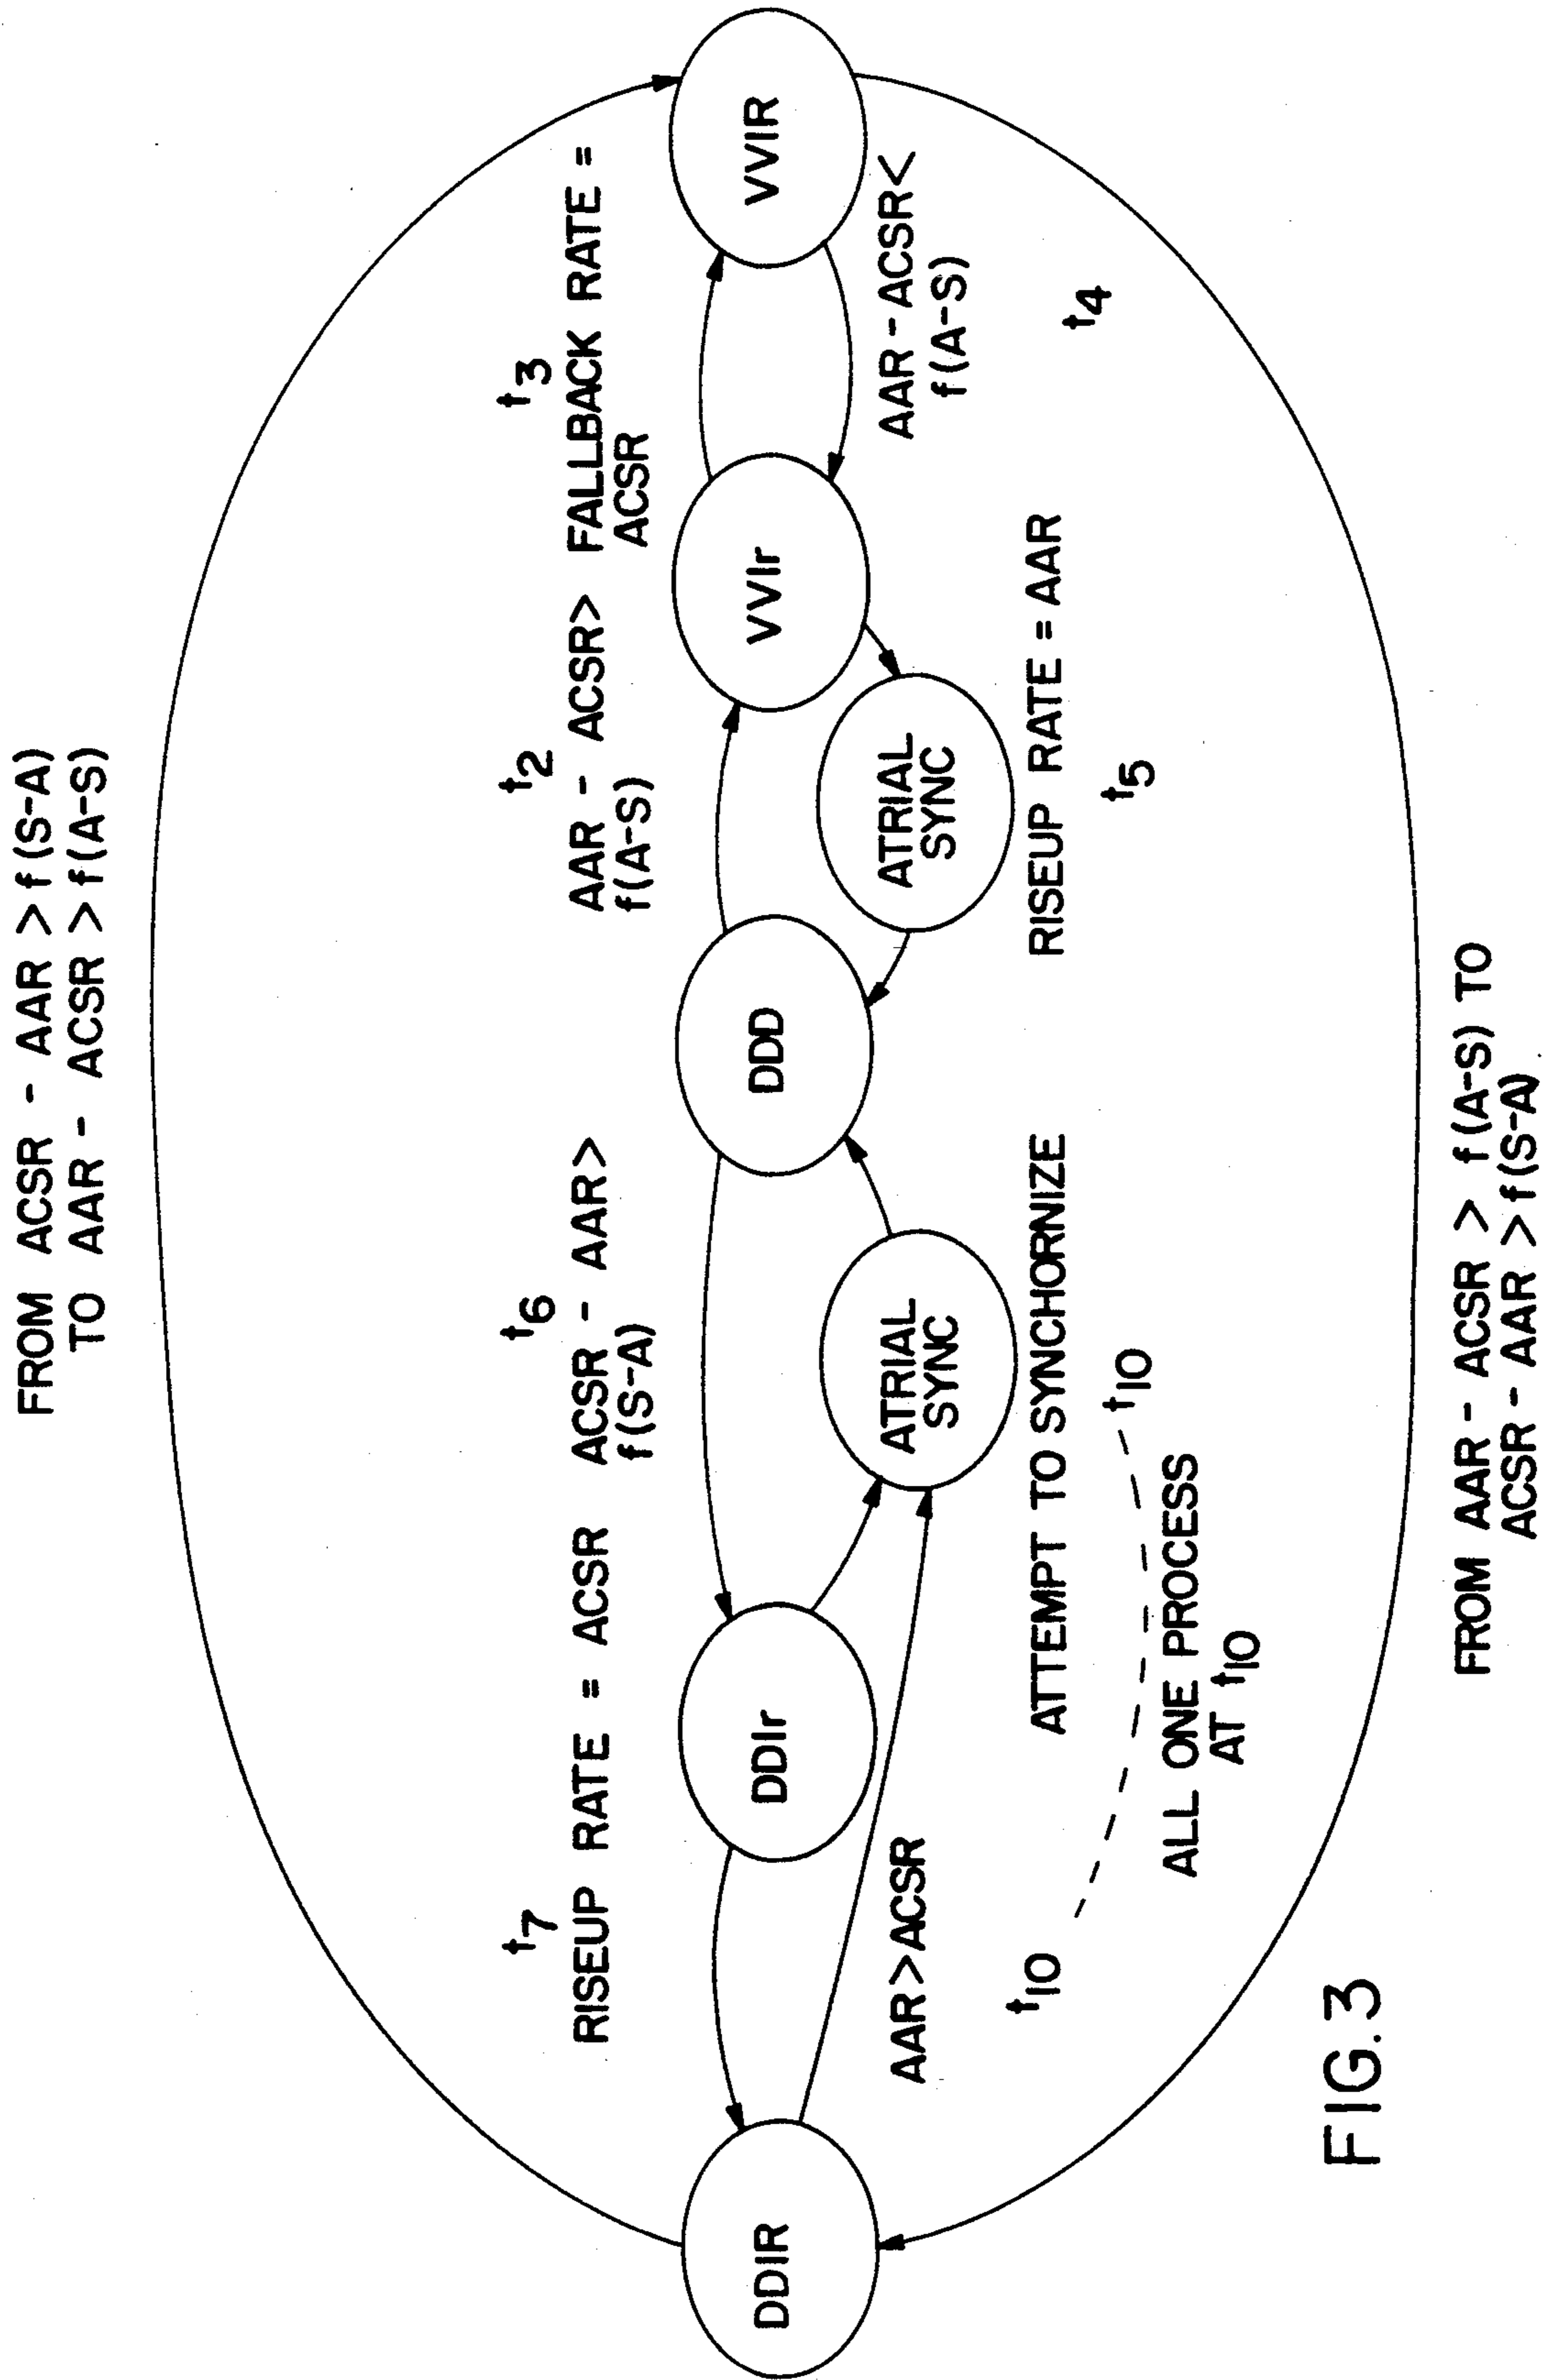 FROM ACSR - AAR > f(S-A)
TO AAR - ACSR > f(A-S)
t7
RISEUP RATE = ACSR
t6
ACSR - AAR>
f(S-A)
t2
AAR - ACSR>
f(A-S)
t3
FALLBACK RATE =
ACSR
DDIR
DDIr
DDD
VVIr
VVIR
AAR>ACSR
ATRIAL
SYNC
ATRIAL
SYNC
AAR-ACSR<
f(A-S)
t10
ATTEMPT TO SYNCHORNIZE
t10
RISEUP RATE = AAR
t5
t4
ALL ONE PROCESS
AT t10
FIG.3
FROM AAR - ACSR > f(A-S) TO
ACSR - AAR >f(S-A)